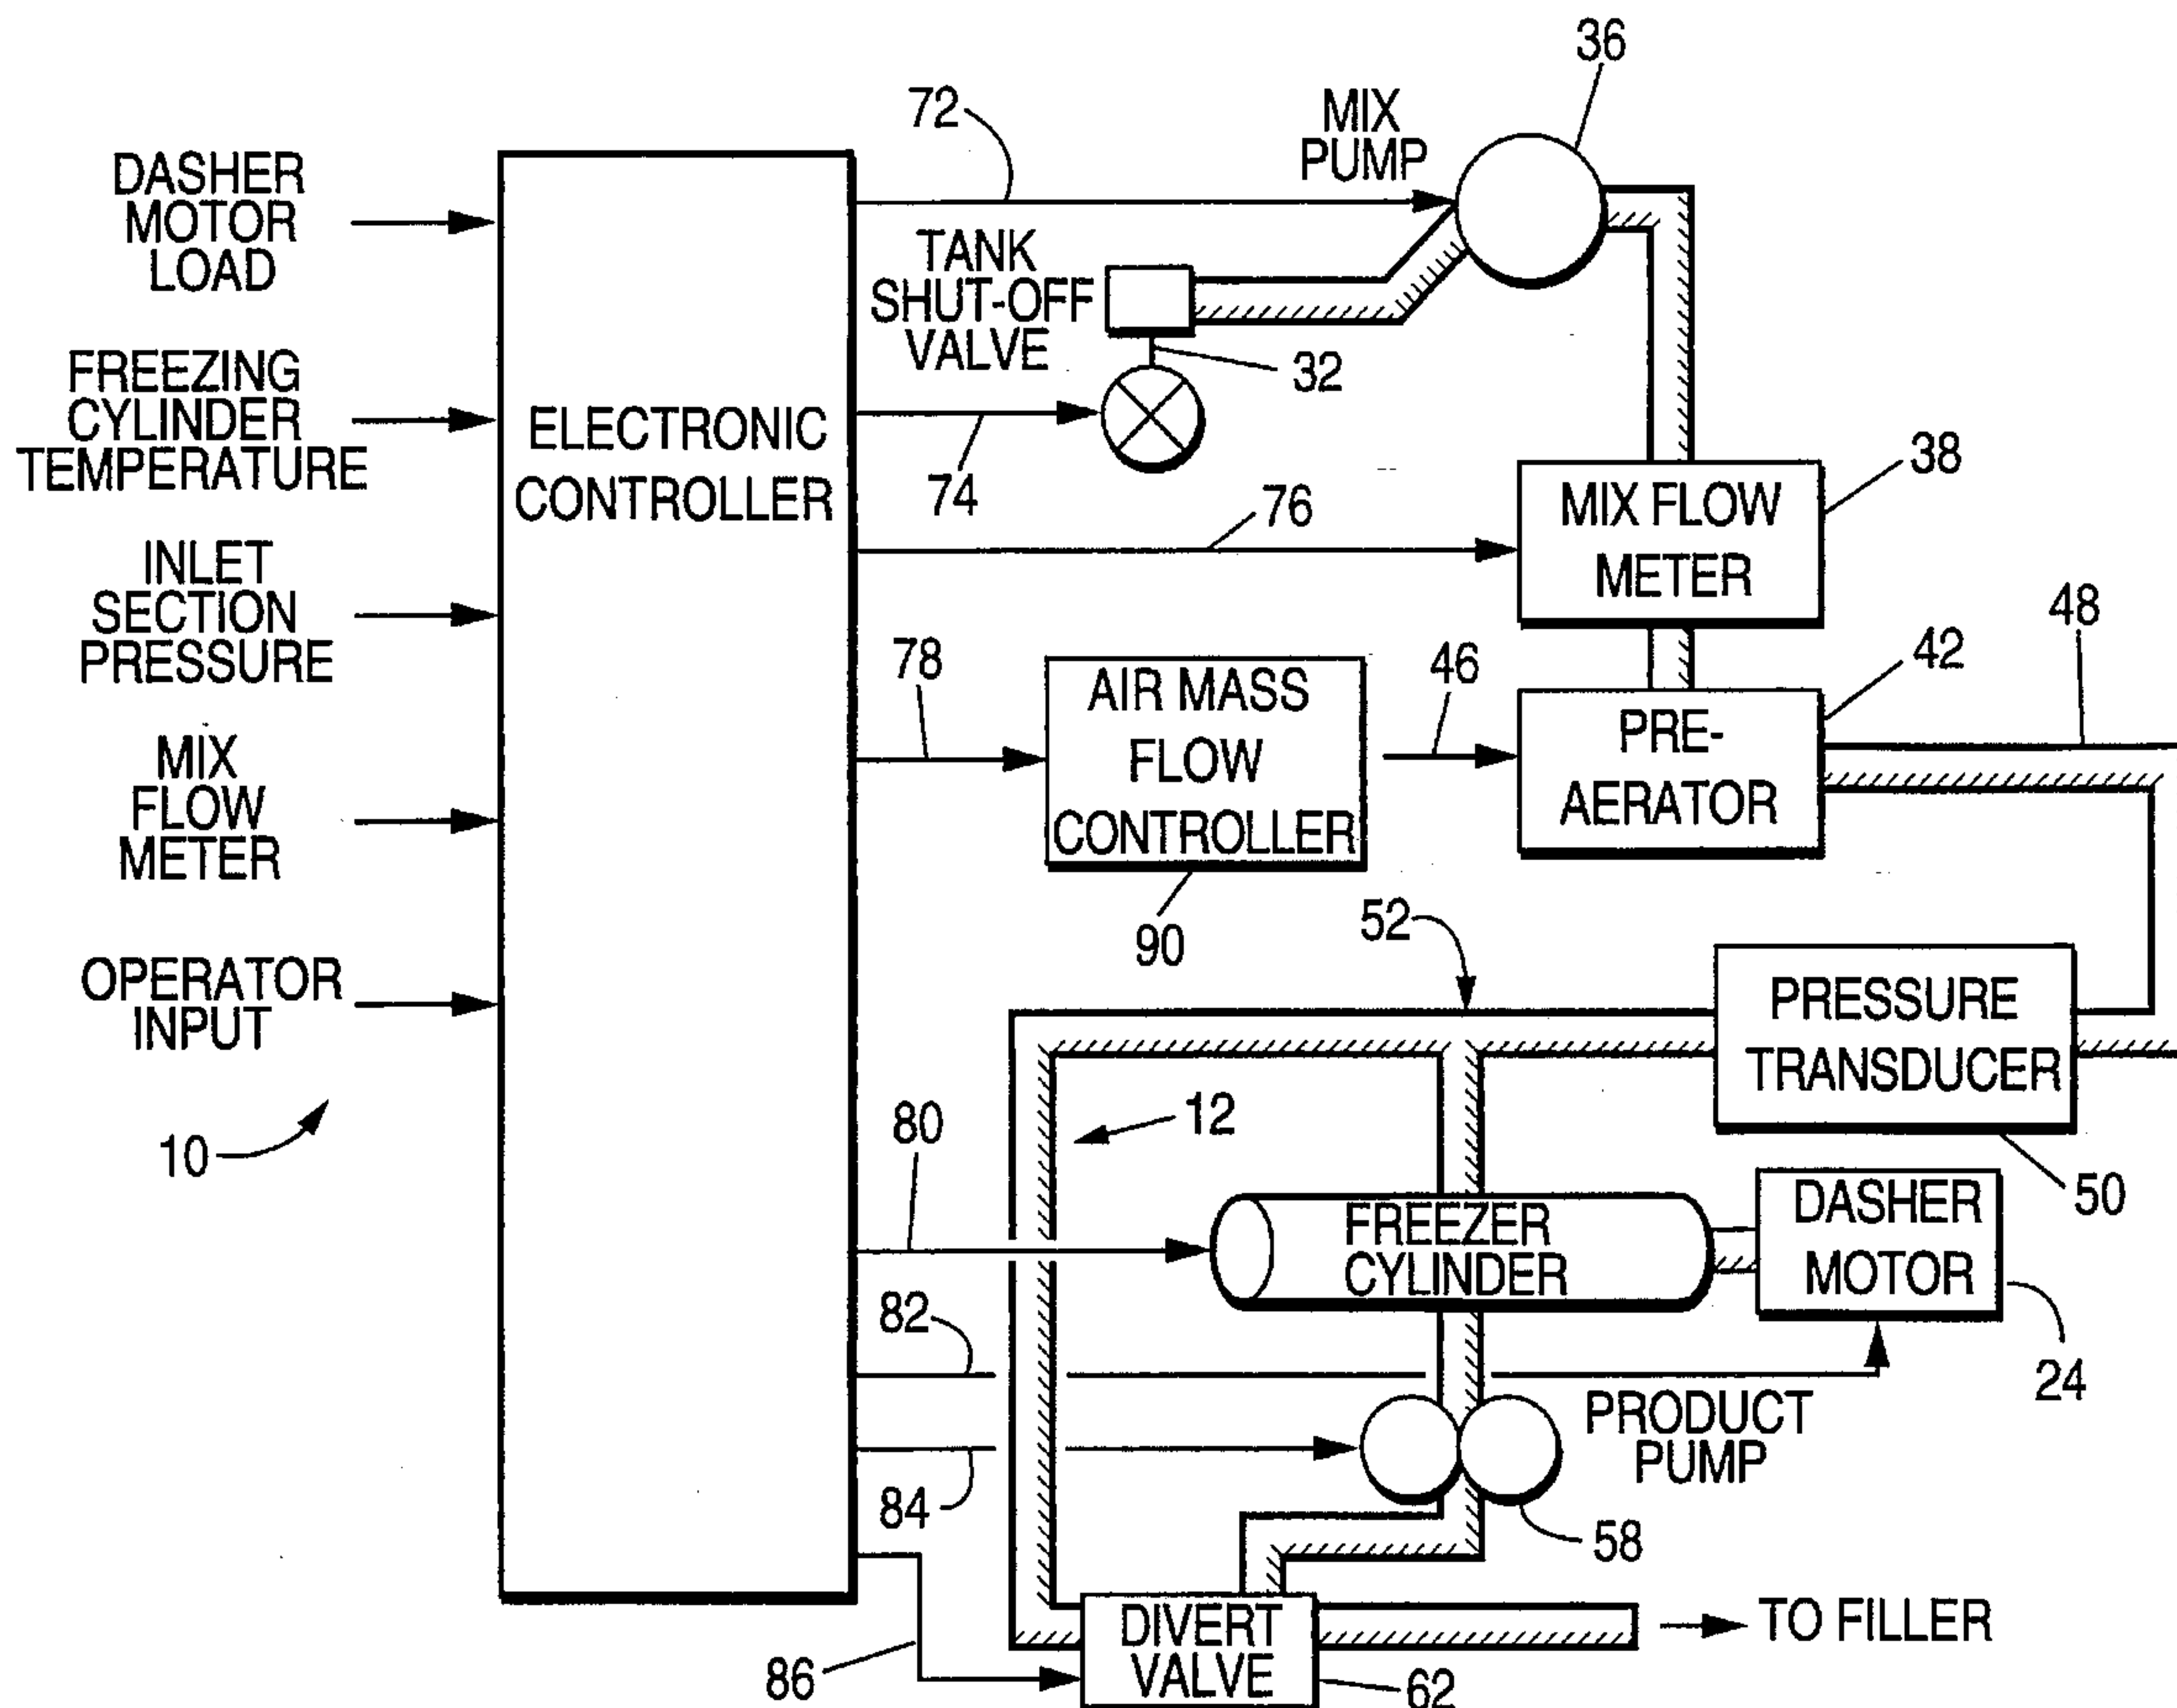 36
72
MIX
PUMP
DASHER
MOTOR
LOAD
TANK
SHUT-OFF
VALVE
32
FREEZING
CYLINDER
TEMPERATURE
ELECTRONIC
CONTROLLER
74
38
MIX FLOW
METER
76
INLET
SECTION
PRESSURE
48
78
AIR MASS
FLOW
CONTROLLER
46
42
PRE-
AERATOR
MIX
FLOW
METER
90
52
OPERATOR
INPUT
PRESSURE
TRANSDUCER
10
80
12
50
FREEZER
CYLINDER
DASHER
MOTOR
82
24
PRODUCT
PUMP
84
58
DIVERT
VALVE
TO FILLER
86
62